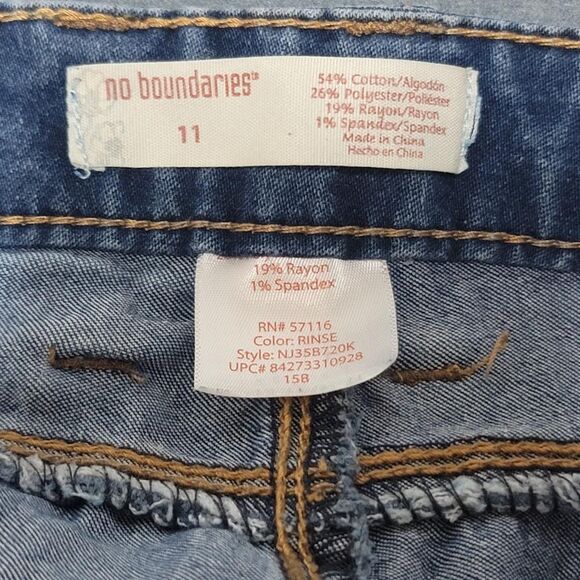 no boundaries™
11
54% Cotton/Algodón
26% Polyester/Poliéster
19% Rayon/Rayon
1% Spandex/Spandex
Made in China
Hecho en China
19% Rayon
1% Spandex
RN# 57116
Color: RINSE
Style: NJ35B720K
UPC# 84273310928
15B